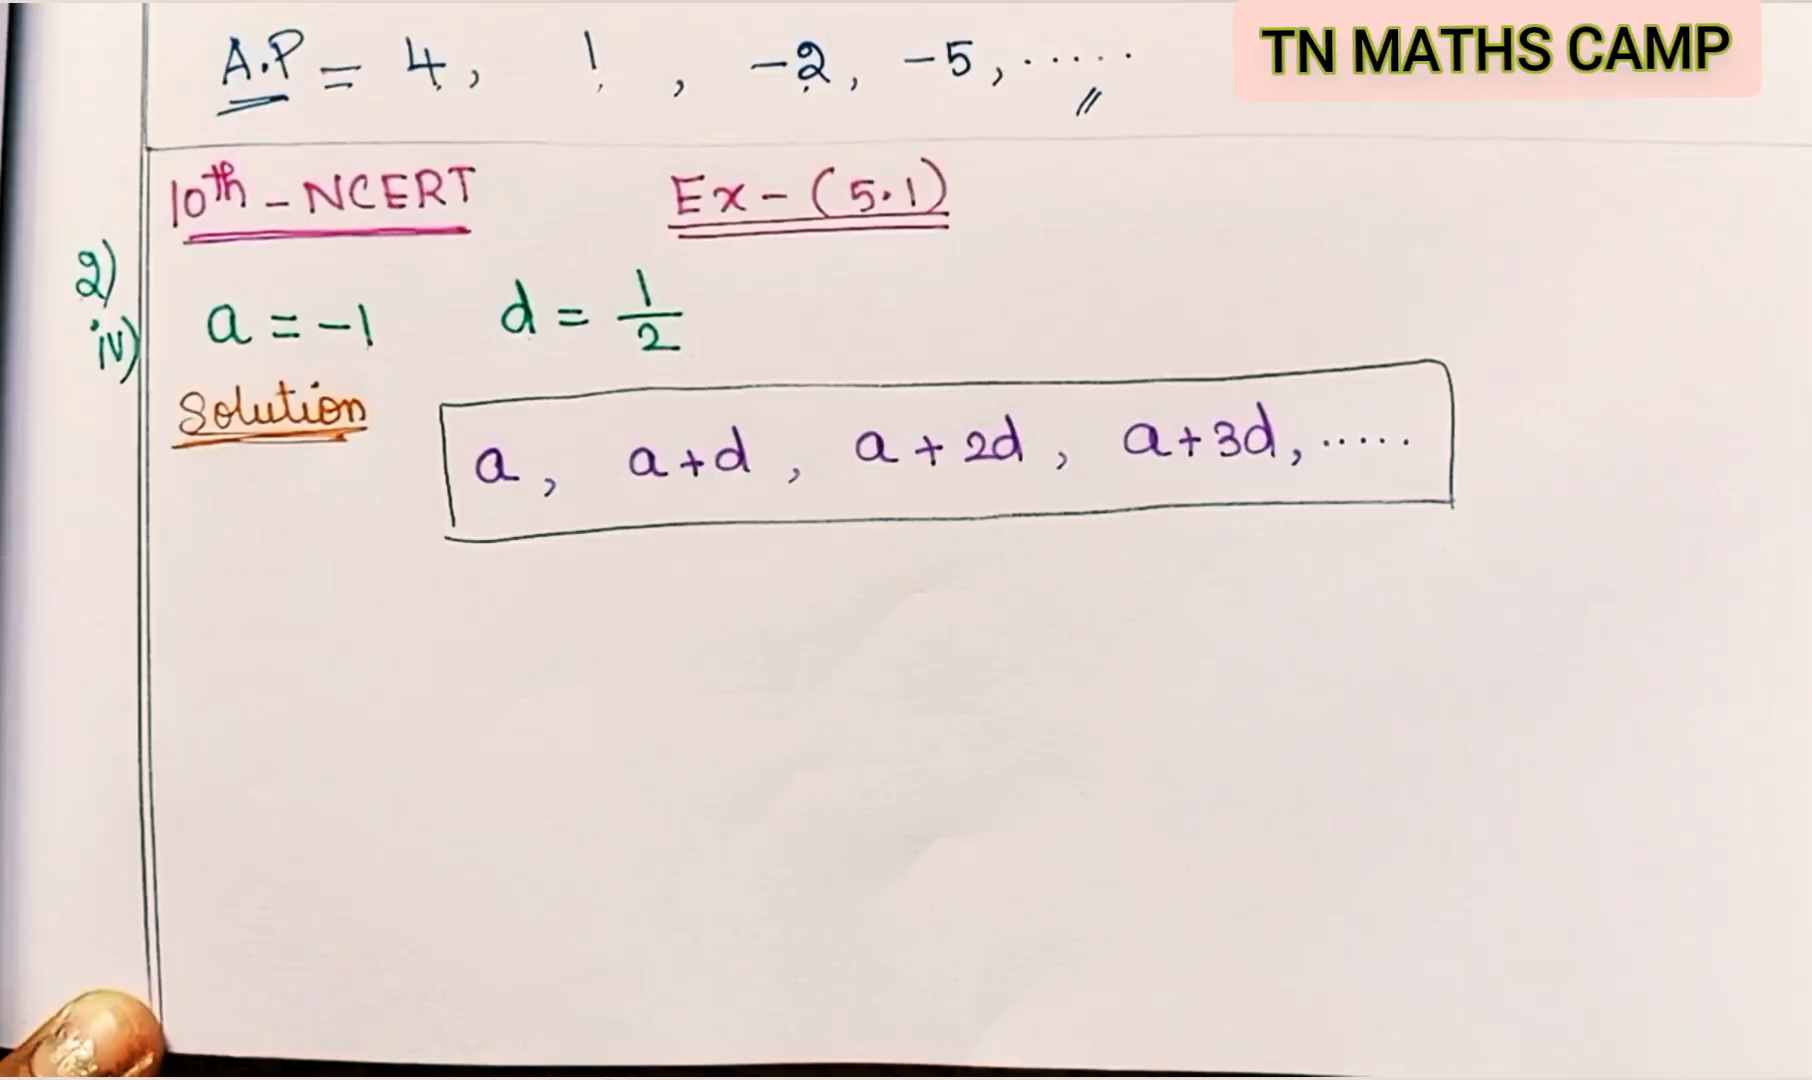 A.P = 4, 1, -2, -5, .....
TN MATHS CAMP
10th - NCERT Ex - (5.1)
2)
iv) a = -1 d = 1/2
Solution
a, a+d, a+2d, a+3d, .....